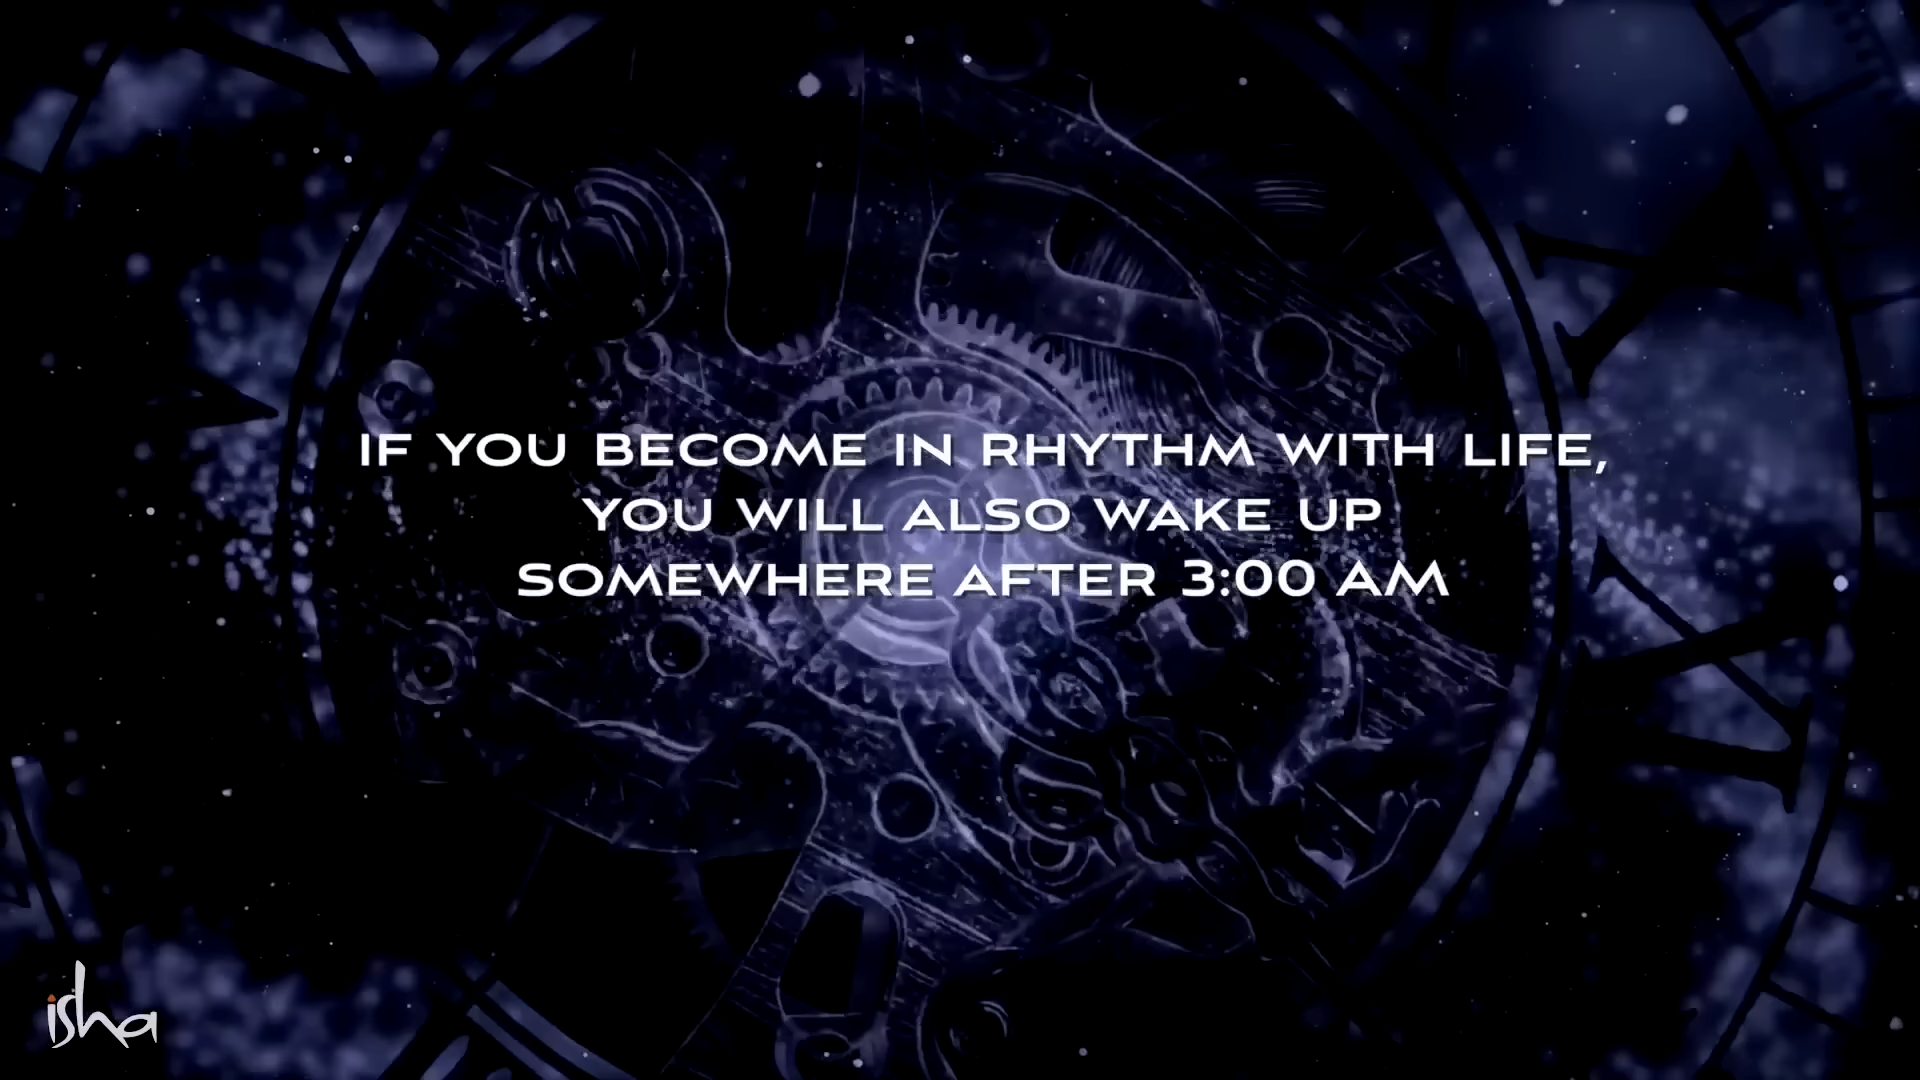 IF YOU BECOME IN RHYTHM WITH LIFE,
YOU WILL ALSO WAKE UP
SOMEWHERE AFTER 3:00 AM
isha